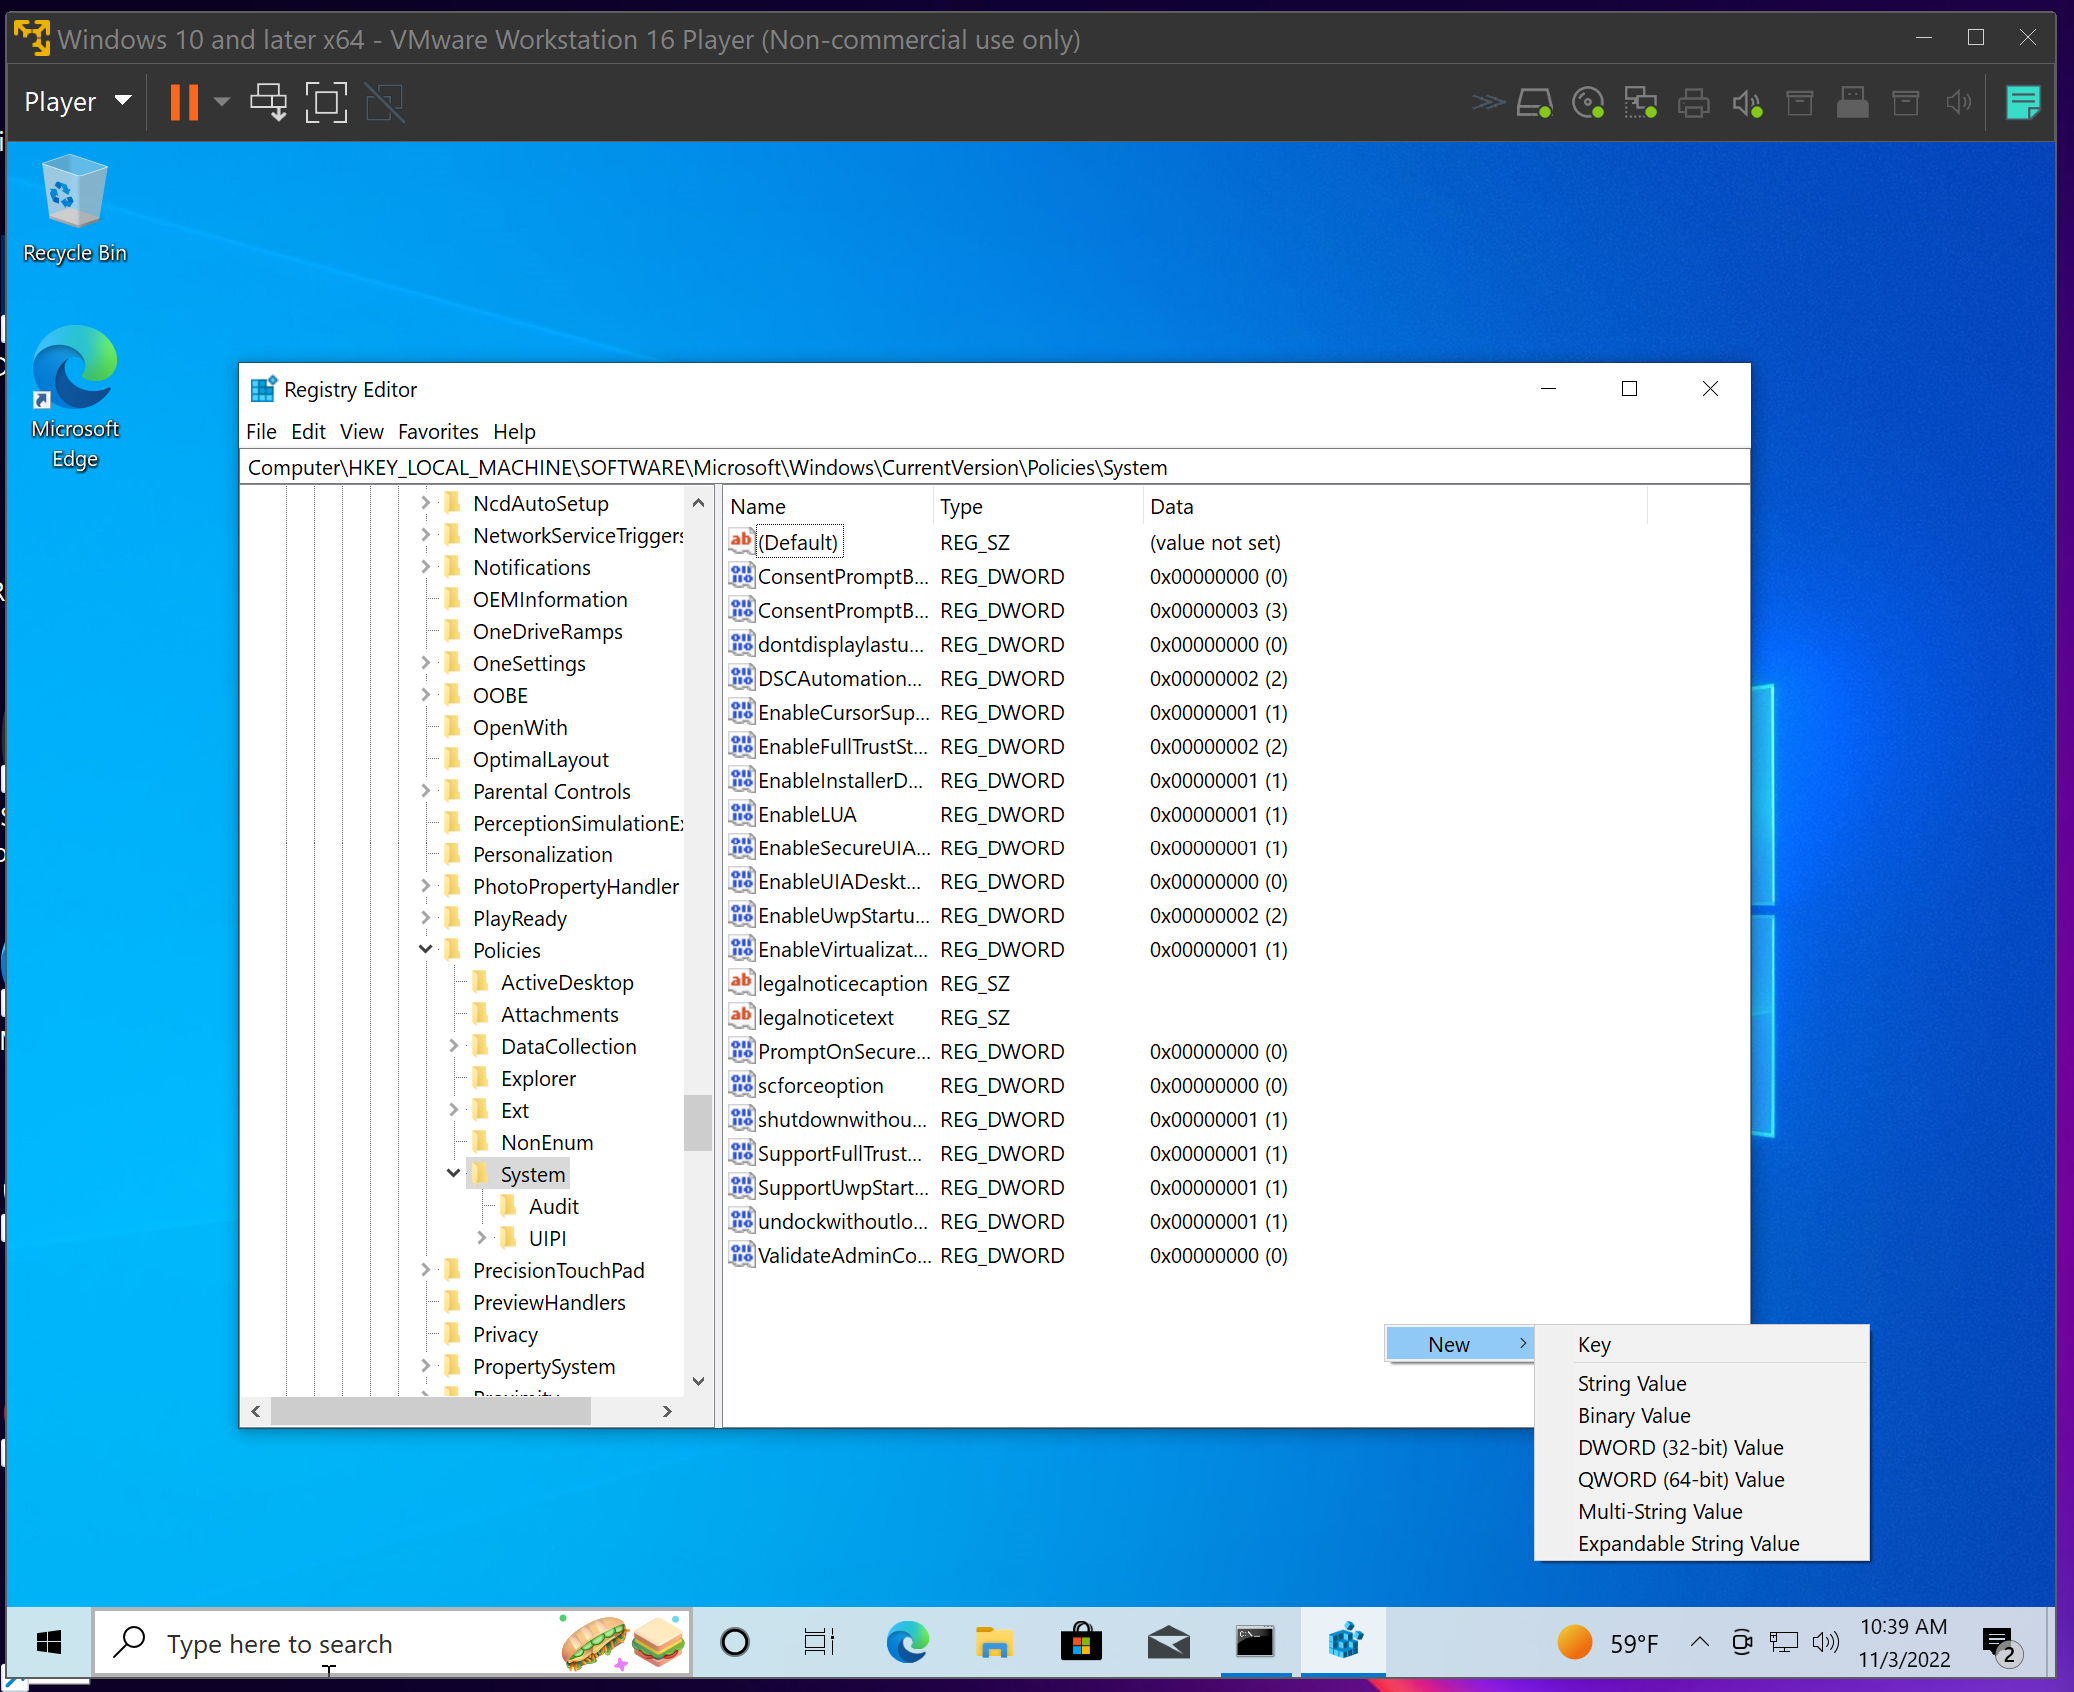 Windows 10 and later x64 - VMware Workstation 16 Player (Non-commercial use only)
Player
Recycle Bin
Microsoft
Edge
Registry Editor
File Edit View Favorites Help
Computer\HKEY_LOCAL_MACHINE\SOFTWARE\Microsoft\Windows\CurrentVersion\Policies\System
NcdAutoSetup
NetworkServiceTriggers
Notifications
OEMInformation
OneDriveRamps
OneSettings
OOBE
OpenWith
OptimalLayout
Parental Controls
PerceptionSimulationEx
Personalization
PhotoPropertyHandler
PlayReady
Policies
ActiveDesktop
Attachments
DataCollection
Explorer
Ext
NonEnum
System
Audit
UIPI
PrecisionTouchPad
PreviewHandlers
Privacy
PropertySystem
Proximity
Name Type Data
(Default) REG_SZ (value not set)
ConsentPromptB... REG_DWORD 0x00000000 (0)
ConsentPromptB... REG_DWORD 0x00000003 (3)
dontdisplaylastu... REG_DWORD 0x00000000 (0)
DSCAutomation... REG_DWORD 0x00000002 (2)
EnableCursorSup... REG_DWORD 0x00000001 (1)
EnableFullTrustSt... REG_DWORD 0x00000002 (2)
EnableInstallerD... REG_DWORD 0x00000001 (1)
EnableLUA REG_DWORD 0x00000001 (1)
EnableSecureUIA... REG_DWORD 0x00000001 (1)
EnableUIADeskt... REG_DWORD 0x00000000 (0)
EnableUwpStartu... REG_DWORD 0x00000002 (2)
EnableVirtualizat... REG_DWORD 0x00000001 (1)
legalnoticecaption REG_SZ
legalnoticetext REG_SZ
PromptOnSecure... REG_DWORD 0x00000000 (0)
scforceoption REG_DWORD 0x00000000 (0)
shutdownwithou... REG_DWORD 0x00000001 (1)
SupportFullTrust... REG_DWORD 0x00000001 (1)
SupportUwpStart... REG_DWORD 0x00000001 (1)
undockwithoutlo... REG_DWORD 0x00000001 (1)
ValidateAdminCo... REG_DWORD 0x00000000 (0)
New
Key
String Value
Binary Value
DWORD (32-bit) Value
QWORD (64-bit) Value
Multi-String Value
Expandable String Value
Type here to search
59°F
10:39 AM
11/3/2022
2